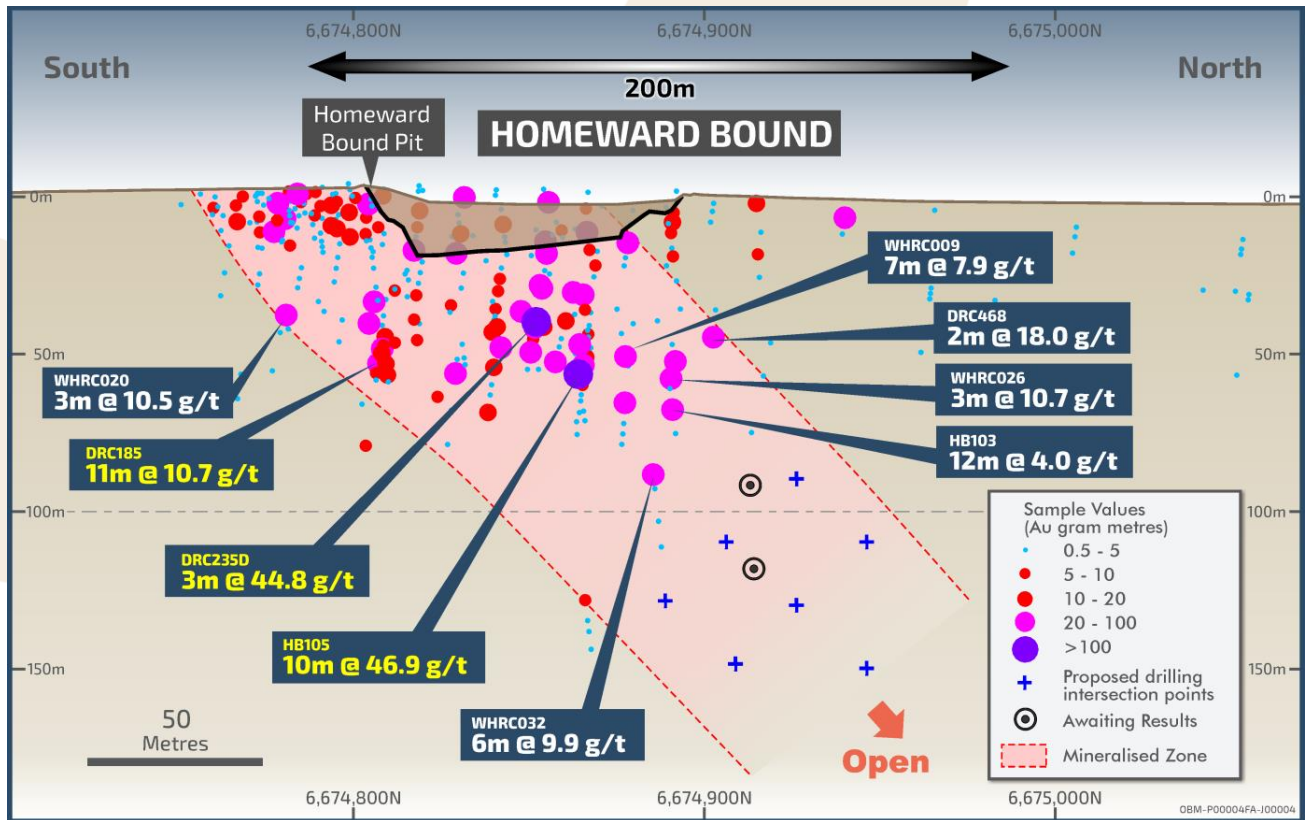 6,674,800N
6,674,900N
6,675,000N
South
North
200m
Homeward
Bound Pit
HOMEWARD BOUND
0m
0m
WHRC009
7m @ 7.9 g/t
DRC468
2m @ 18.0 g/t
50m
50m
WHRC020
3m @ 10.5 g/t
WHRC026
3m @ 10.7 g/t
DRC185
11m @ 10.7 g/t
HB103
12m @ 4.0 g/t
100m
100m
DRC235D
3m @ 44.8 g/t
HB105
10m @ 46.9 g/t
150m
150m
WHRC032
6m @ 9.9 g/t
50
Metres
Open
Sample Values
(Au gram metres)
0.5 - 5
5 - 10
10 - 20
20 - 100
>100
Proposed drilling
intersection points
Awaiting Results
Mineralised Zone
6,674,800N
6,674,900N
6,675,000N
OBM-P00004FA-J00004